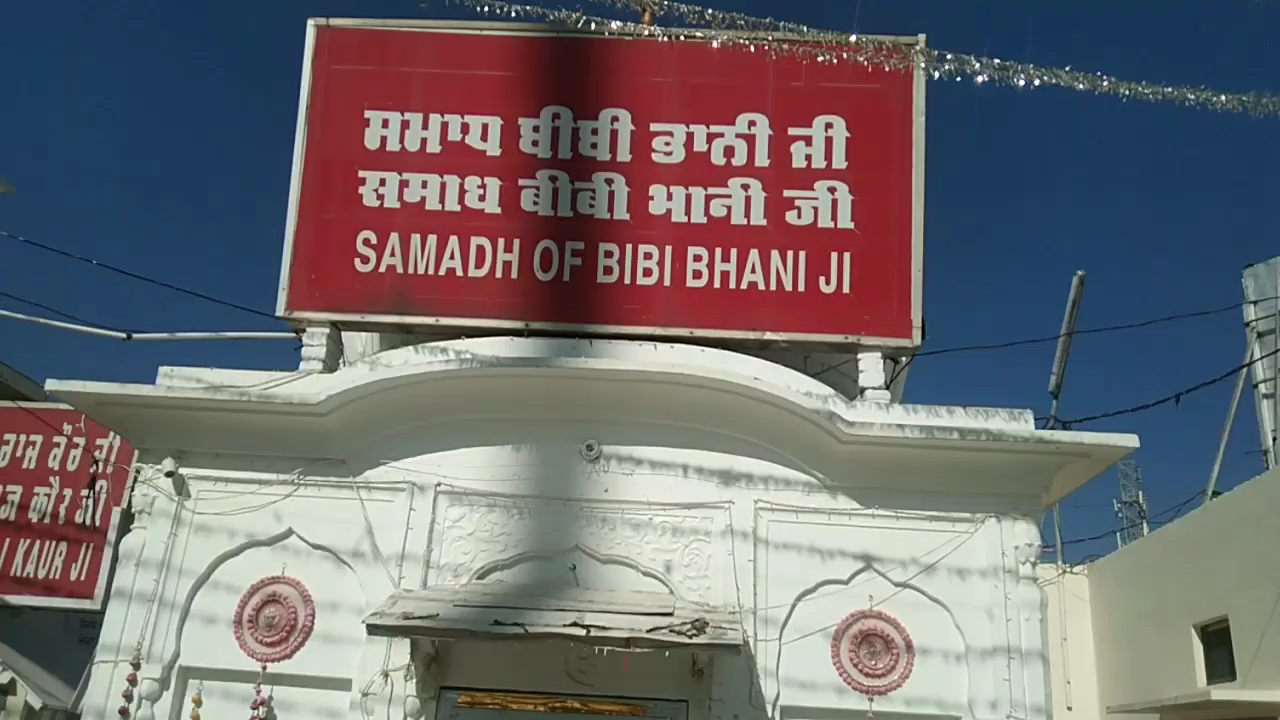 ਸਮਾਧ ਬੀਬੀ ਭਾਨੀ ਜੀ
समाध बीबी भानी जी
SAMADH OF BIBI BHANI JI
ਰਾਜ ਕੌਰ ਜੀ
कौर जी
KAUR JI